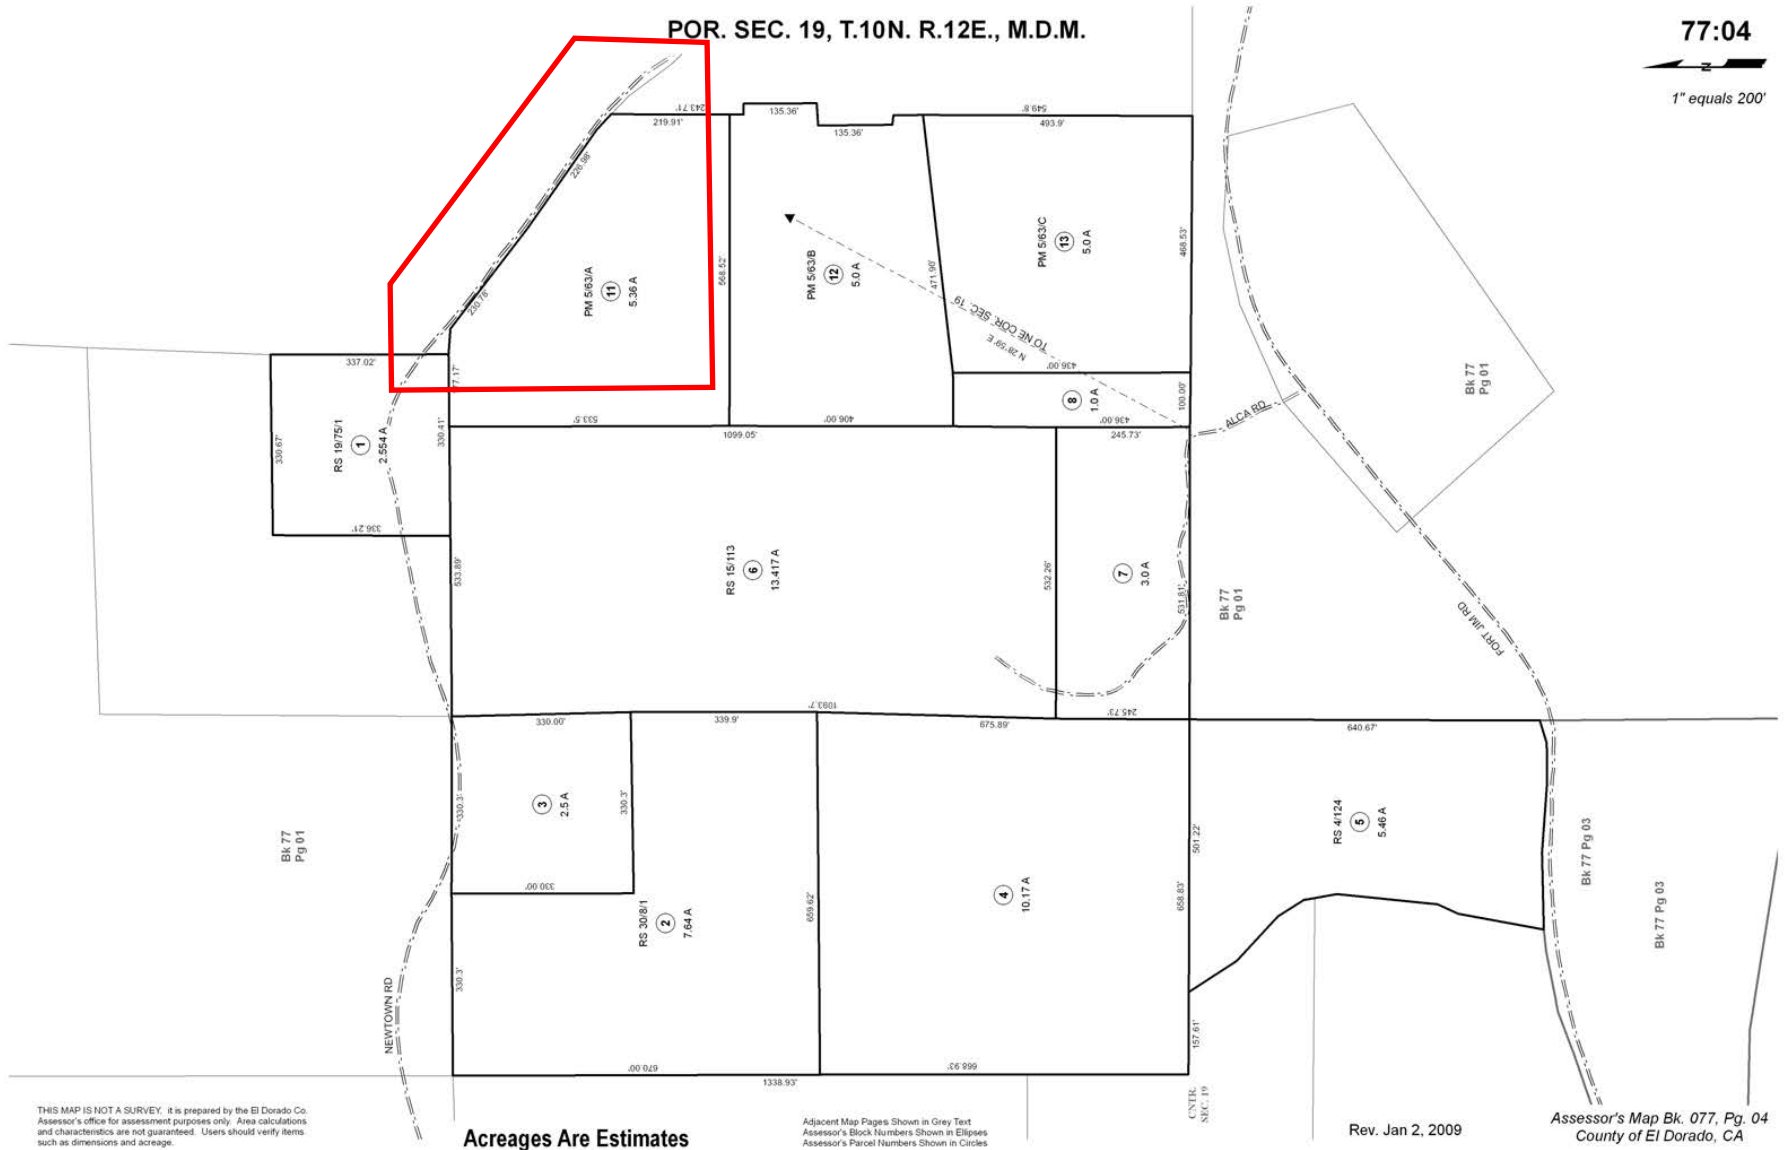 POR. SEC. 19, T.10N. R.12E., M.D.M.
77:04
N
1" equals 200'
243.71'
219.91'
135.36'
135.36'
549.8'
493.9'
226.98'
230.78'
PM 5/63/A
11
5.36 A
568.52'
PM 5/63/B
12
5.0 A
471.90'
PM 5/63/C
13
5.0 A
468.53'
TO NE COR. SEC. 19
N 28°59' E
436.00'
8
1.0 A
100.00'
436.00'
337.02'
77.17'
330.67'
RS 19/75/1
1
2.554 A
330.41'
336.21'
533.5'
406.00'
1099.05'
245.73'
ALCA RD
Bk 77
Pg 01
533.89'
RS 15/113
6
13.417 A
532.26'
7
3.0 A
531.81'
Bk 77
Pg 01
FORT JIM RD
330.00'
339.9'
1093.7'
675.89'
245.73'
640.67'
330.3'
3
2.5 A
330.3'
330.00'
Bk 77
Pg 01
RS 30/8/1
2
7.64 A
659.62'
4
10.17 A
501.22'
658.83'
RS 4/124
5
5.46 A
Bk 77 Pg 03
Bk 77 Pg 03
330.3'
NEWTOWN RD
157.61'
670.00'
668.93'
1338.93'
CNTR.
SEC. 19
THIS MAP IS NOT A SURVEY. it is prepared by the El Dorado Co.
Assessor's office for assessment purposes only. Area calculations
and characteristics are not guaranteed. Users should verify items
such as dimensions and acreage.
Acreages Are Estimates
Adjacent Map Pages Shown in Grey Text
Assessor's Block Numbers Shown in Ellipses
Assessor's Parcel Numbers Shown in Circles
Rev. Jan 2, 2009
Assessor's Map Bk. 077, Pg. 04
County of El Dorado, CA